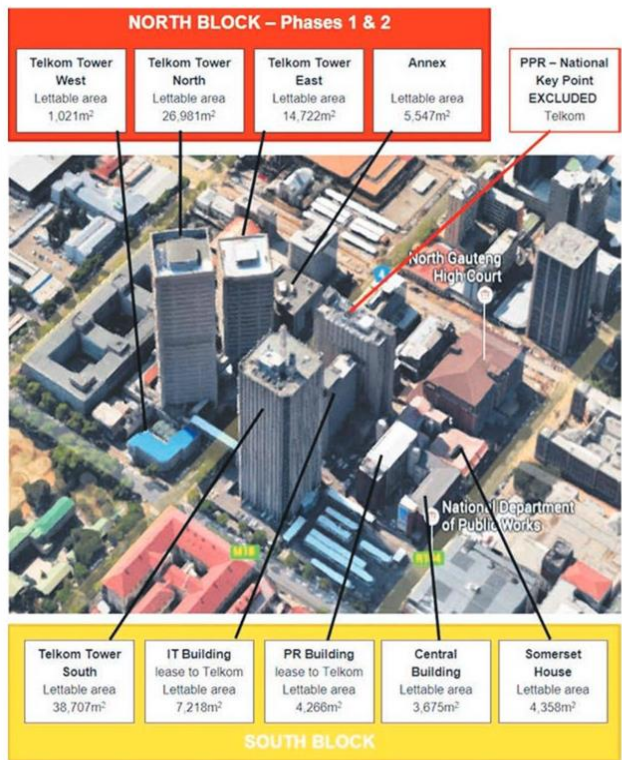 NORTH BLOCK – Phases 1 & 2
Telkom Tower
West
Lettable area
1,021m²
Telkom Tower
North
Lettable area
26,981m²
Telkom Tower
East
Lettable area
14,722m²
Annex
Lettable area
5,547m²
PPR – National
Key Point
EXCLUDED
Telkom
North Gauteng
High Court
National Department
of Public Works
M18
R104
Telkom Tower
South
Lettable area
38,707m²
IT Building
lease to Telkom
Lettable area
7,218m²
PR Building
lease to Telkom
Lettable area
4,266m²
Central
Building
Lettable area
3,675m²
Somerset
House
Lettable area
4,358m²
SOUTH BLOCK